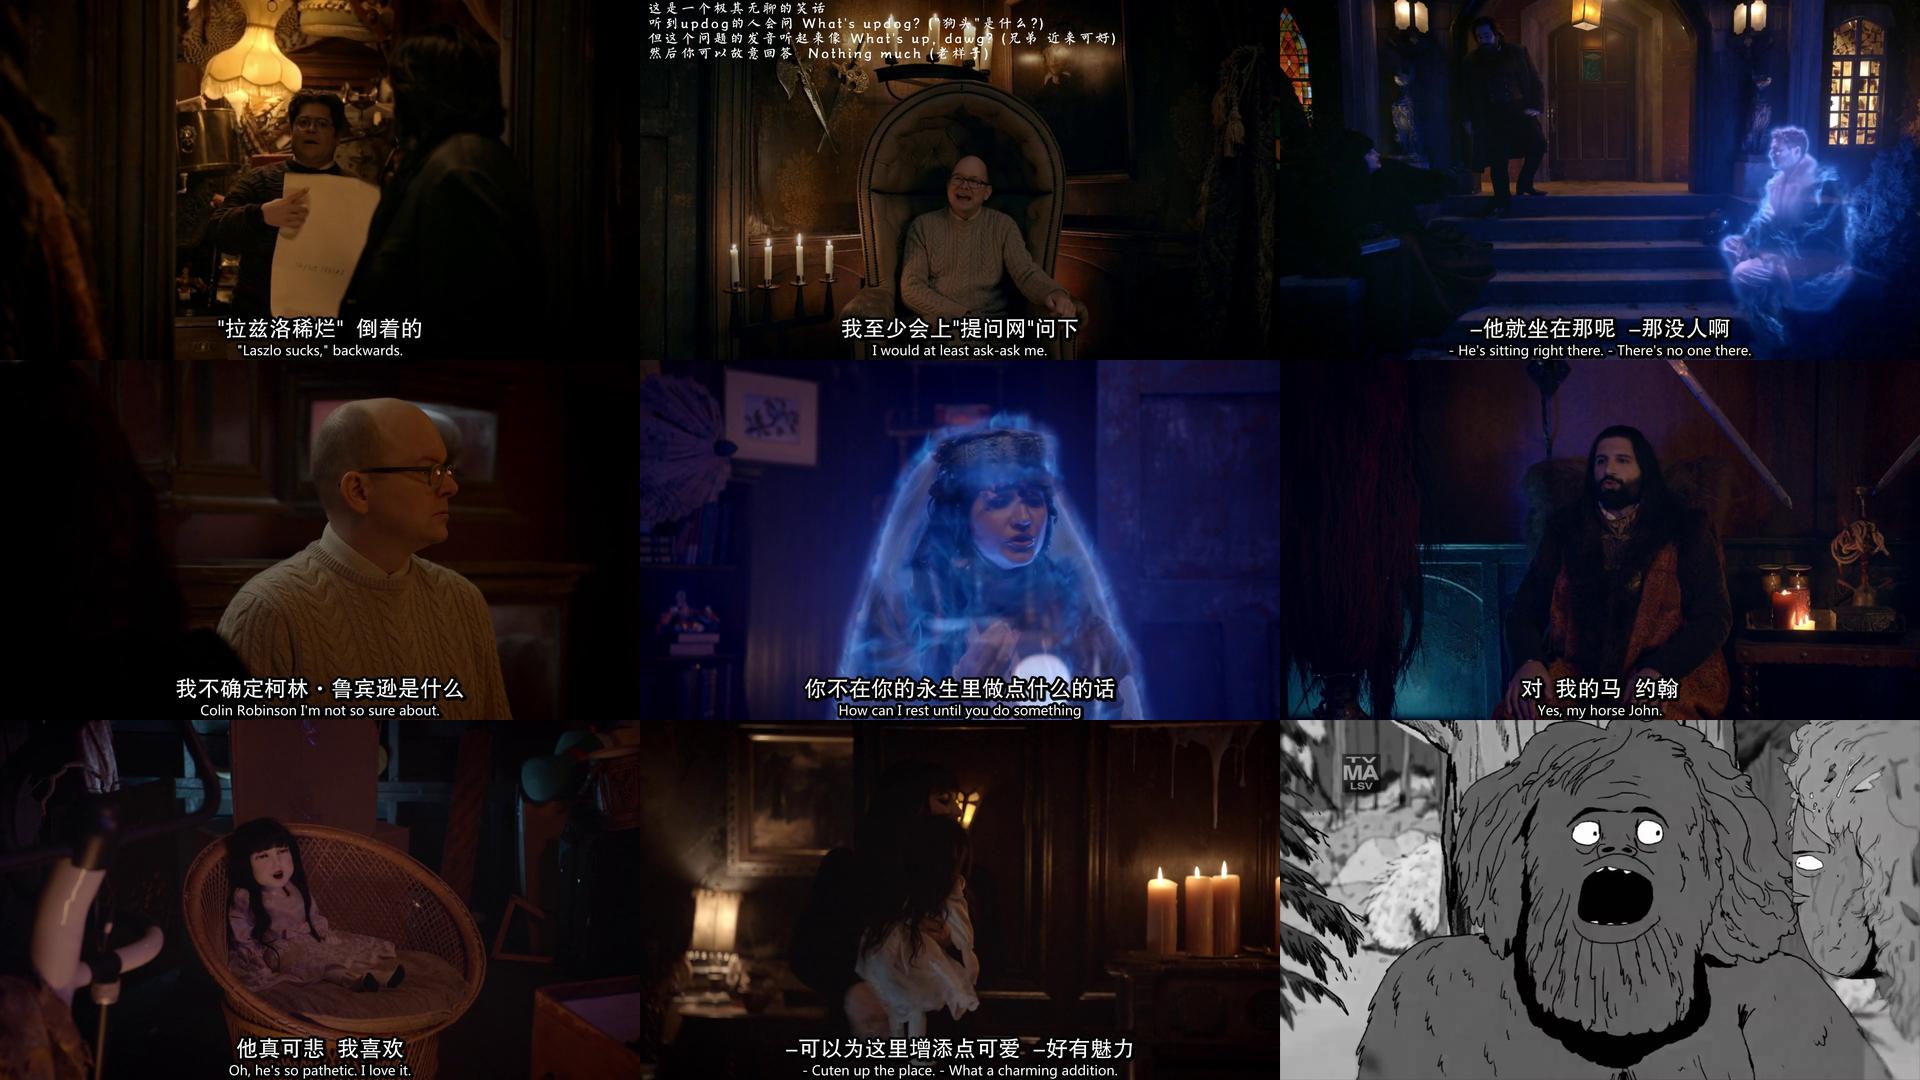 "拉兹洛稀烂" 倒着的
"Laszlo sucks," backwards.
这是一个极其无聊的笑话
听到updog的人会问 What's updog? ("狗头"是什么?)
但这个问题的发音听起来像 What's up, dawg? (兄弟 近来可好)
然后你可以故意回答 Nothing much (老样子)
我至少会上"提问网"问下
I would at least ask-ask me.
–他就坐在那呢 –那没人啊
- He's sitting right there. - There's no one there.
我不确定柯林·鲁宾逊是什么
Colin Robinson I'm not so sure about.
你不在你的永生里做点什么的话
How can I rest until you do something
对 我的马 约翰
Yes, my horse John.
他真可悲 我喜欢
Oh, he's so pathetic. I love it.
–可以为这里增添点可爱 –好有魅力
- Cuten up the place. - What a charming addition.
TV
MA
LSV